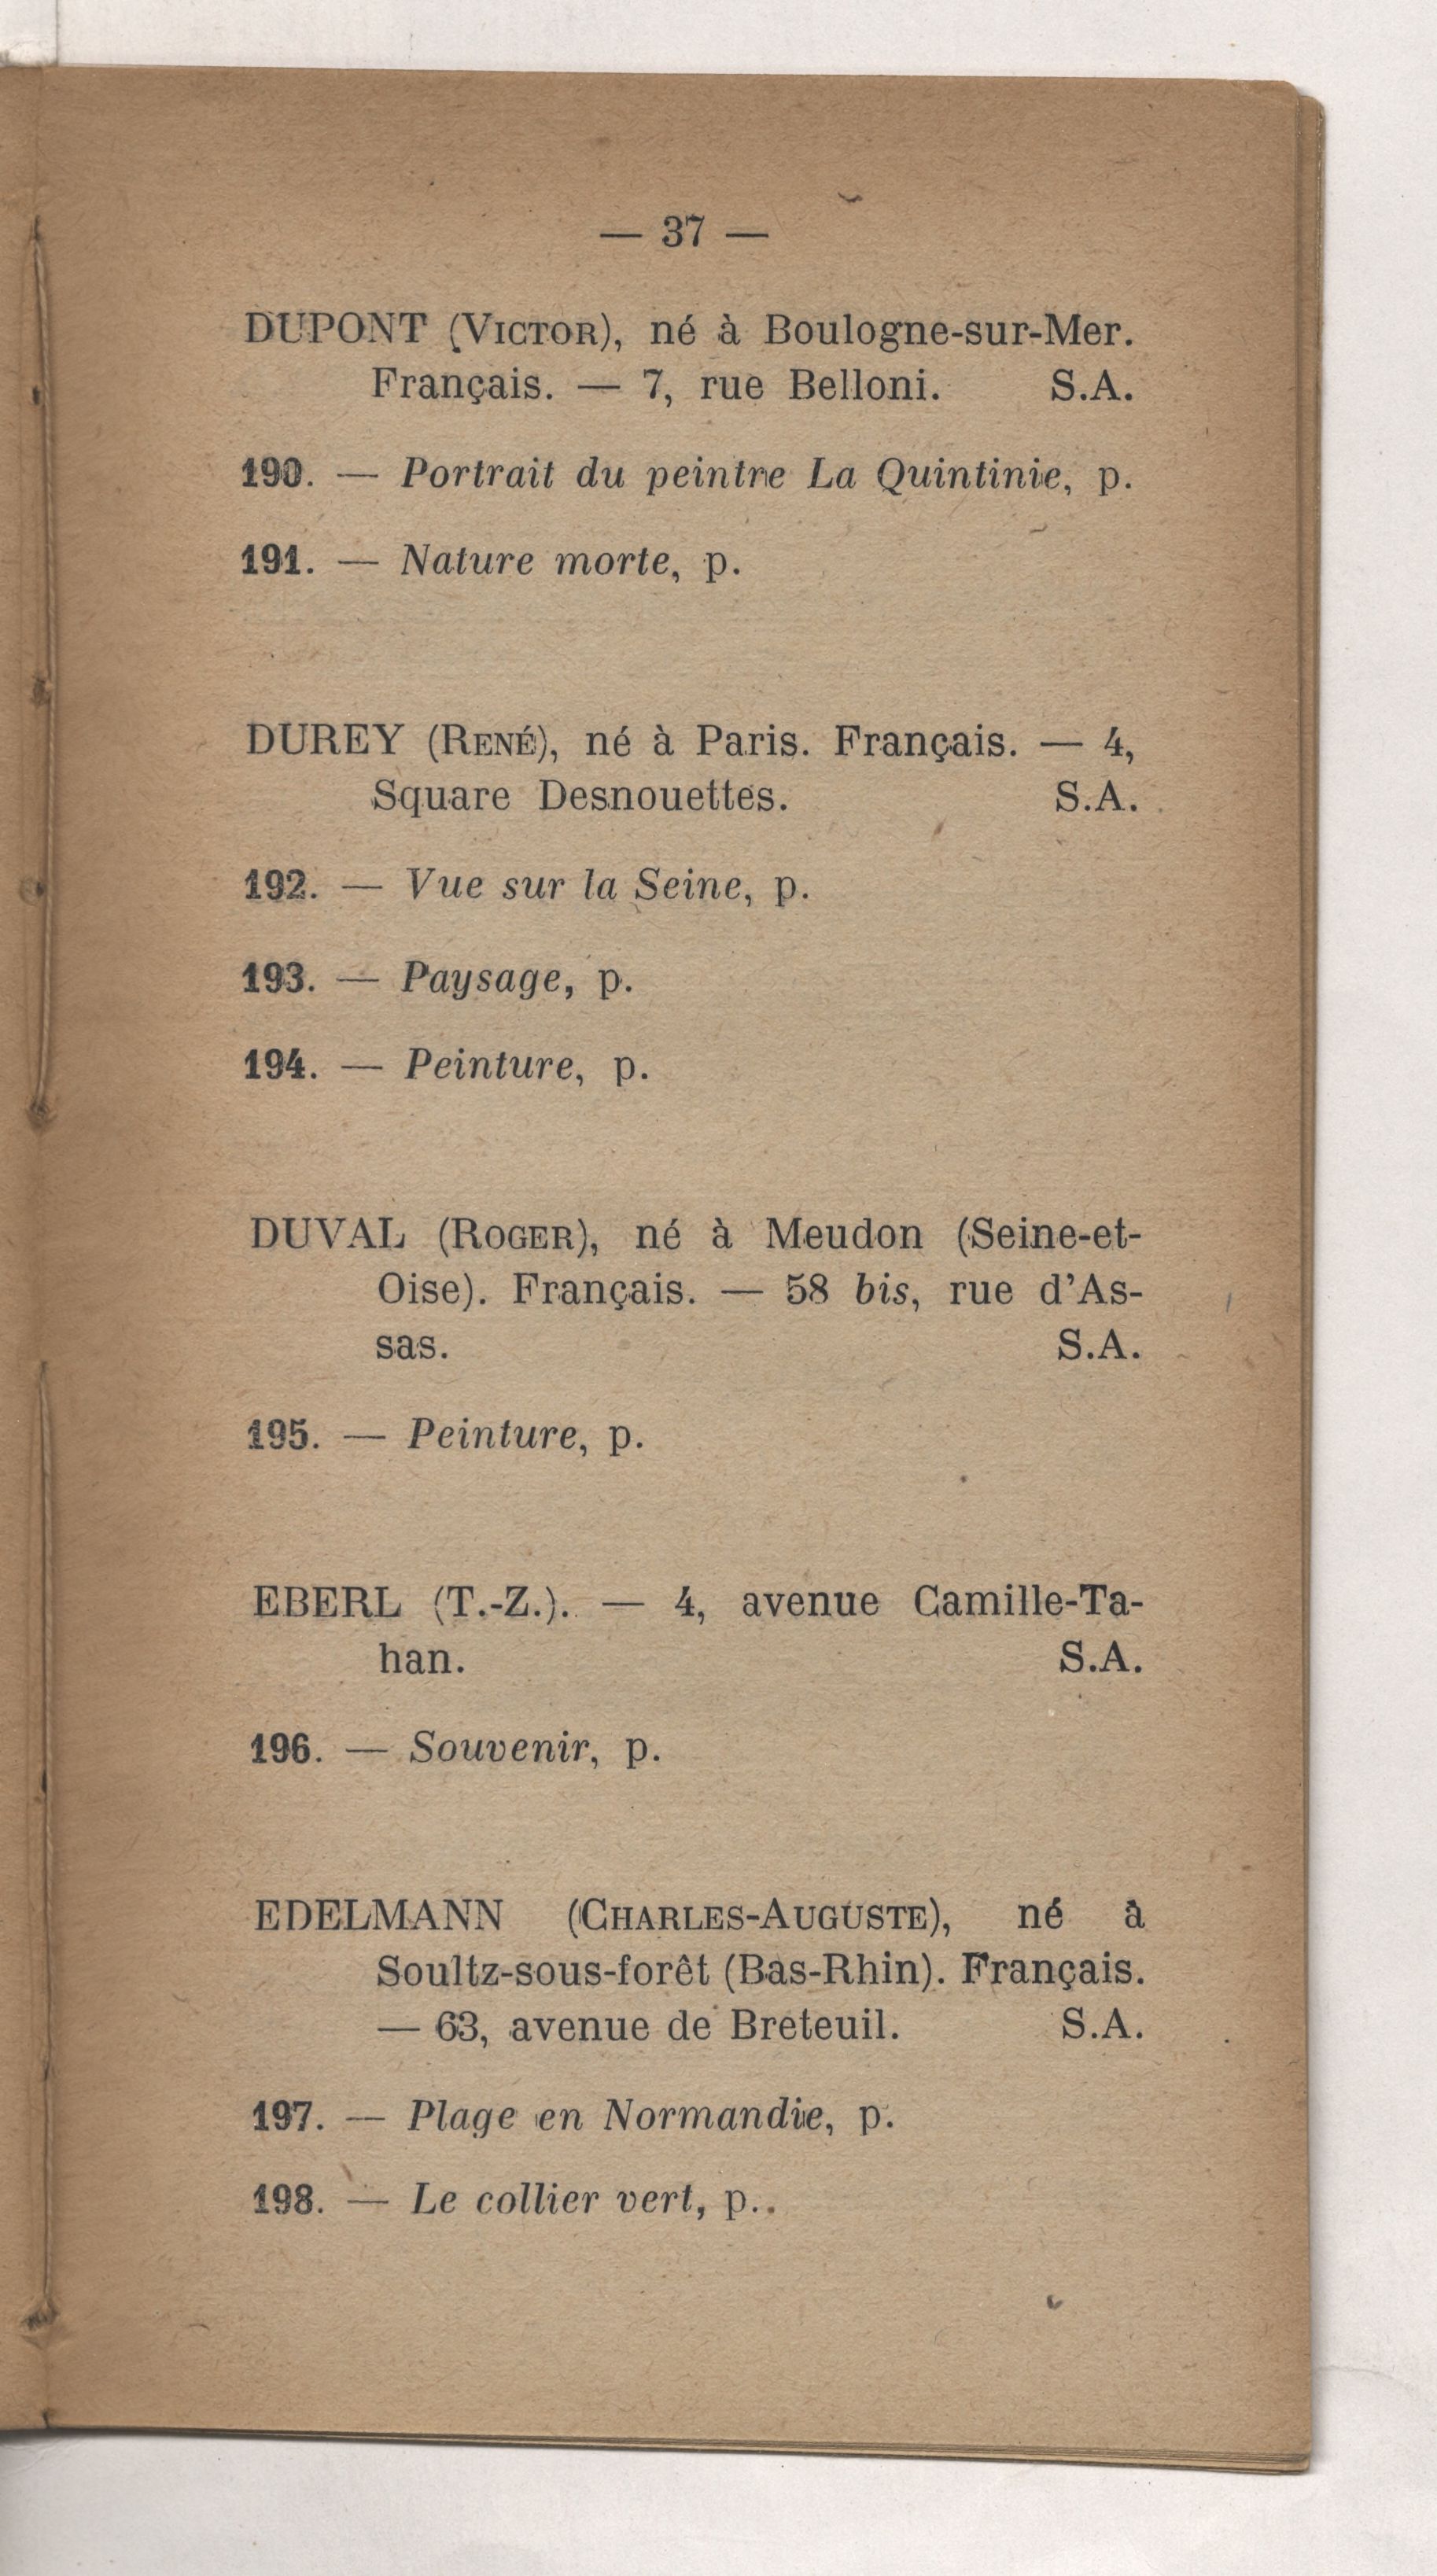 — 37 —
DUPONT (VICTOR), né à Boulogne-sur-Mer.
Français. — 7, rue Belloni. S.A.
190. — Portrait du peintre La Quintinie, p.
191. — Nature morte, p.
DUREY (RENÉ), né à Paris. Français. — 4,
Square Desnouettes. S.A.
192. — Vue sur la Seine, p.
193. — Paysage, p.
194. — Peinture, p.
DUVAL (ROGER), né à Meudon (Seine-et-
Oise). Français. — 58 bis, rue d'As-
sas. S.A.
195. — Peinture, p.
EBERL (T.-Z.). — 4, avenue Camille-Ta-
han. S.A.
196. — Souvenir, p.
EDELMANN (CHARLES-AUGUSTE), né à
Soultz-sous-forêt (Bas-Rhin). Français.
— 63, avenue de Breteuil. S.A.
197. — Plage en Normandie, p.
198. — Le collier vert, p..